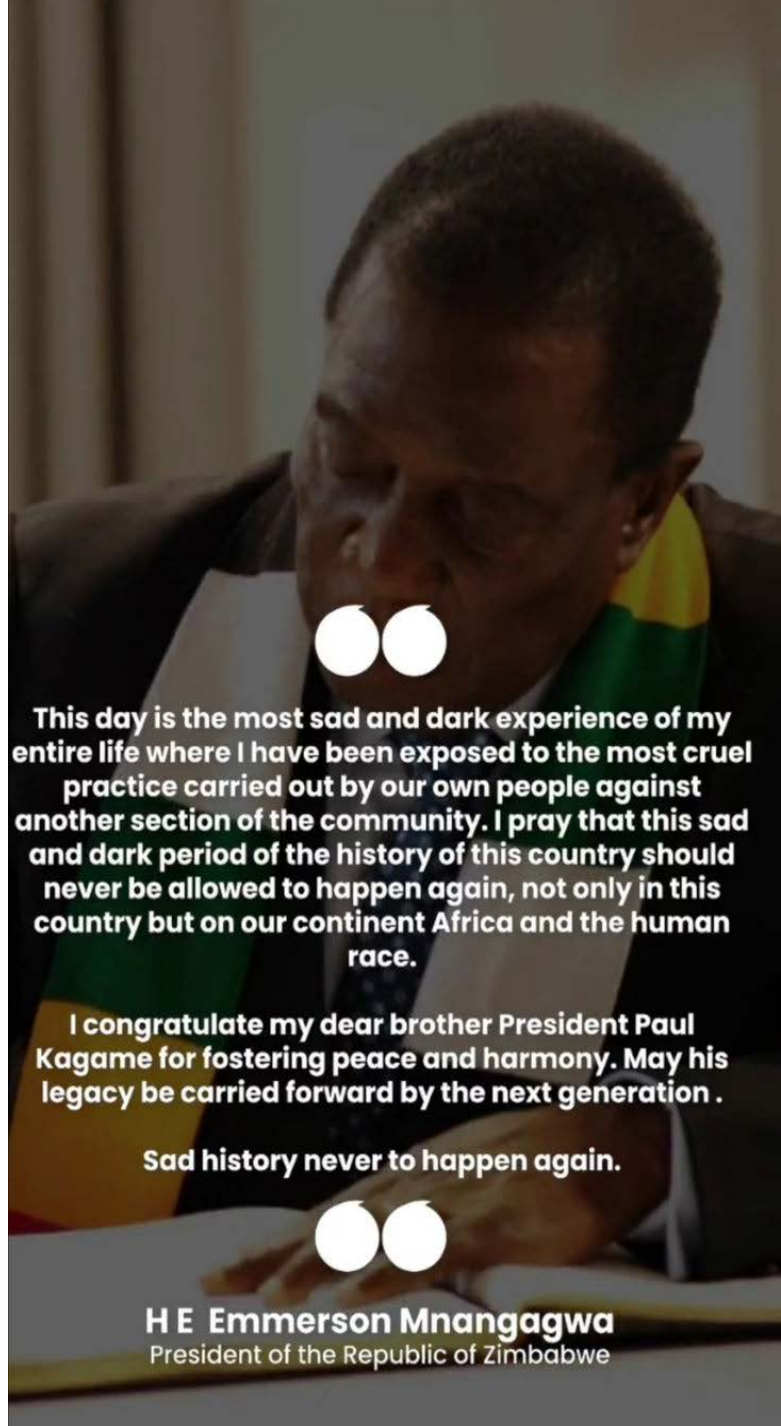 This day is the most sad and dark experience of my
entire life where I have been exposed to the most cruel
practice carried out by our own people against
another section of the community. I pray that this sad
and dark period of the history of this country should
never be allowed to happen again, not only in this
country but on our continent Africa and the human
race.
I congratulate my dear brother President Paul
Kagame for fostering peace and harmony. May his
legacy be carried forward by the next generation .
Sad history never to happen again.
H E Emmerson Mnangagwa
President of the Republic of Zimbabwe